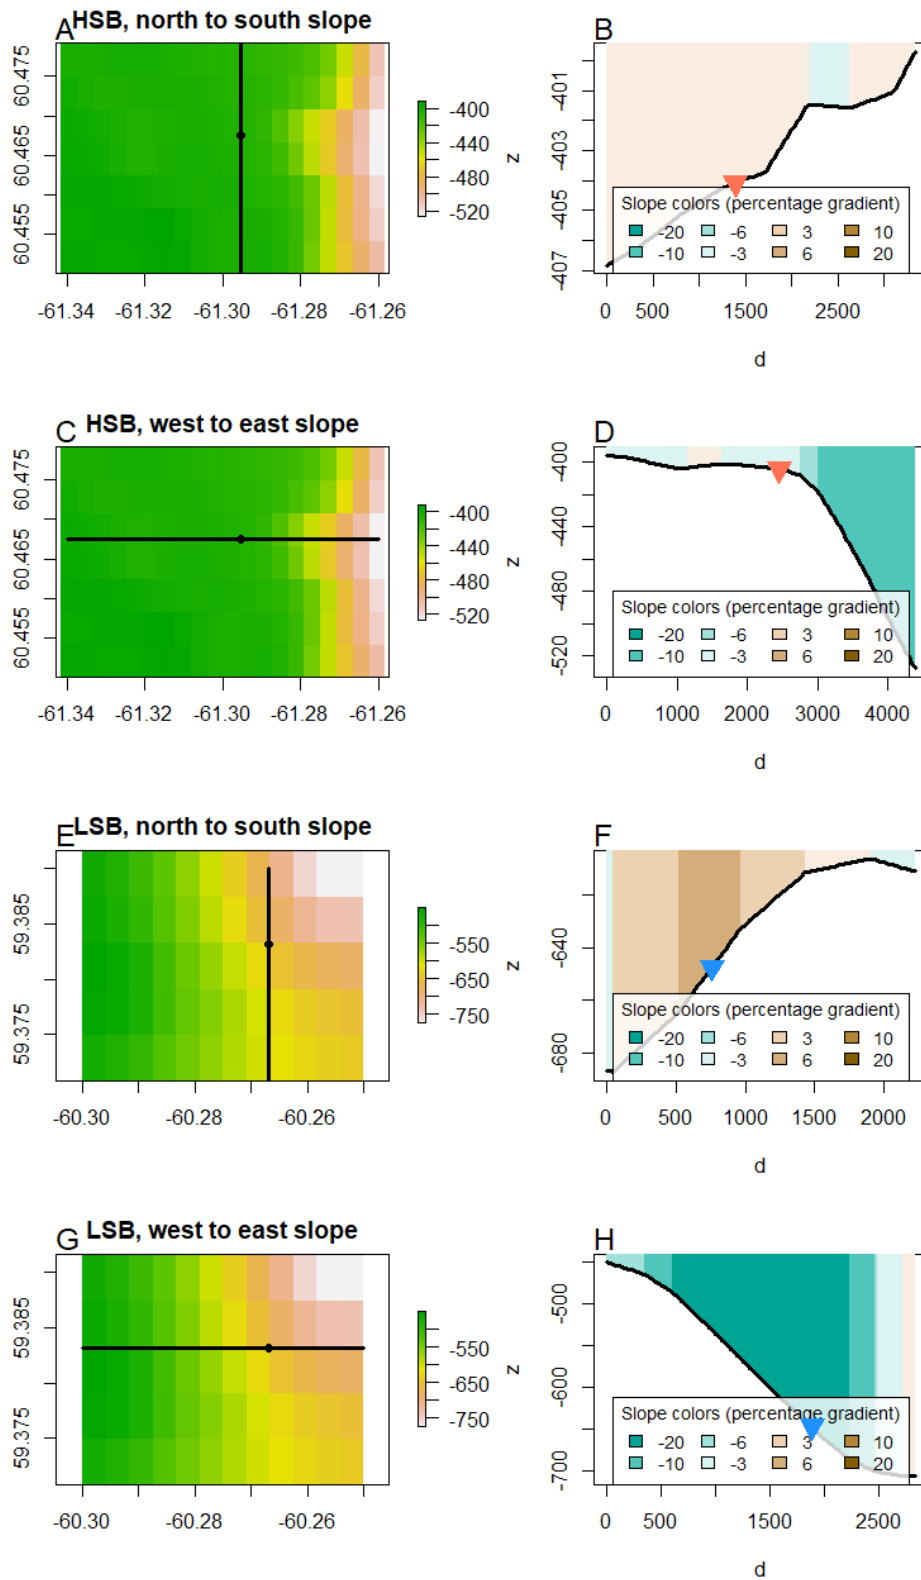 A HSB, north to south slope
60.475
60.465
60.455
-61.34 -61.32 -61.30 -61.28 -61.26
-400
-440
-480
-520
z
B
-401
-403
-405
-407
Slope colors (percentage gradient)
-20 -6 3 10
-10 -3 6 20
0 500 1500 2500
d
C HSB, west to east slope
60.475
60.465
60.455
-61.34 -61.32 -61.30 -61.28 -61.26
-400
-440
-480
-520
z
D
-400
-440
-480
-520
Slope colors (percentage gradient)
-20 -6 3 10
-10 -3 6 20
0 1000 2000 3000 4000
d
E LSB, north to south slope
59.385
59.375
-60.30 -60.28 -60.26
-550
-650
-750
z
F
-640
-680
Slope colors (percentage gradient)
-20 -6 3 10
-10 -3 6 20
0 500 1000 1500 2000
d
G LSB, west to east slope
59.385
59.375
-60.30 -60.28 -60.26
-550
-650
-750
z
H
-500
-600
-700
Slope colors (percentage gradient)
-20 -6 3 10
-10 -3 6 20
0 500 1500 2500
d